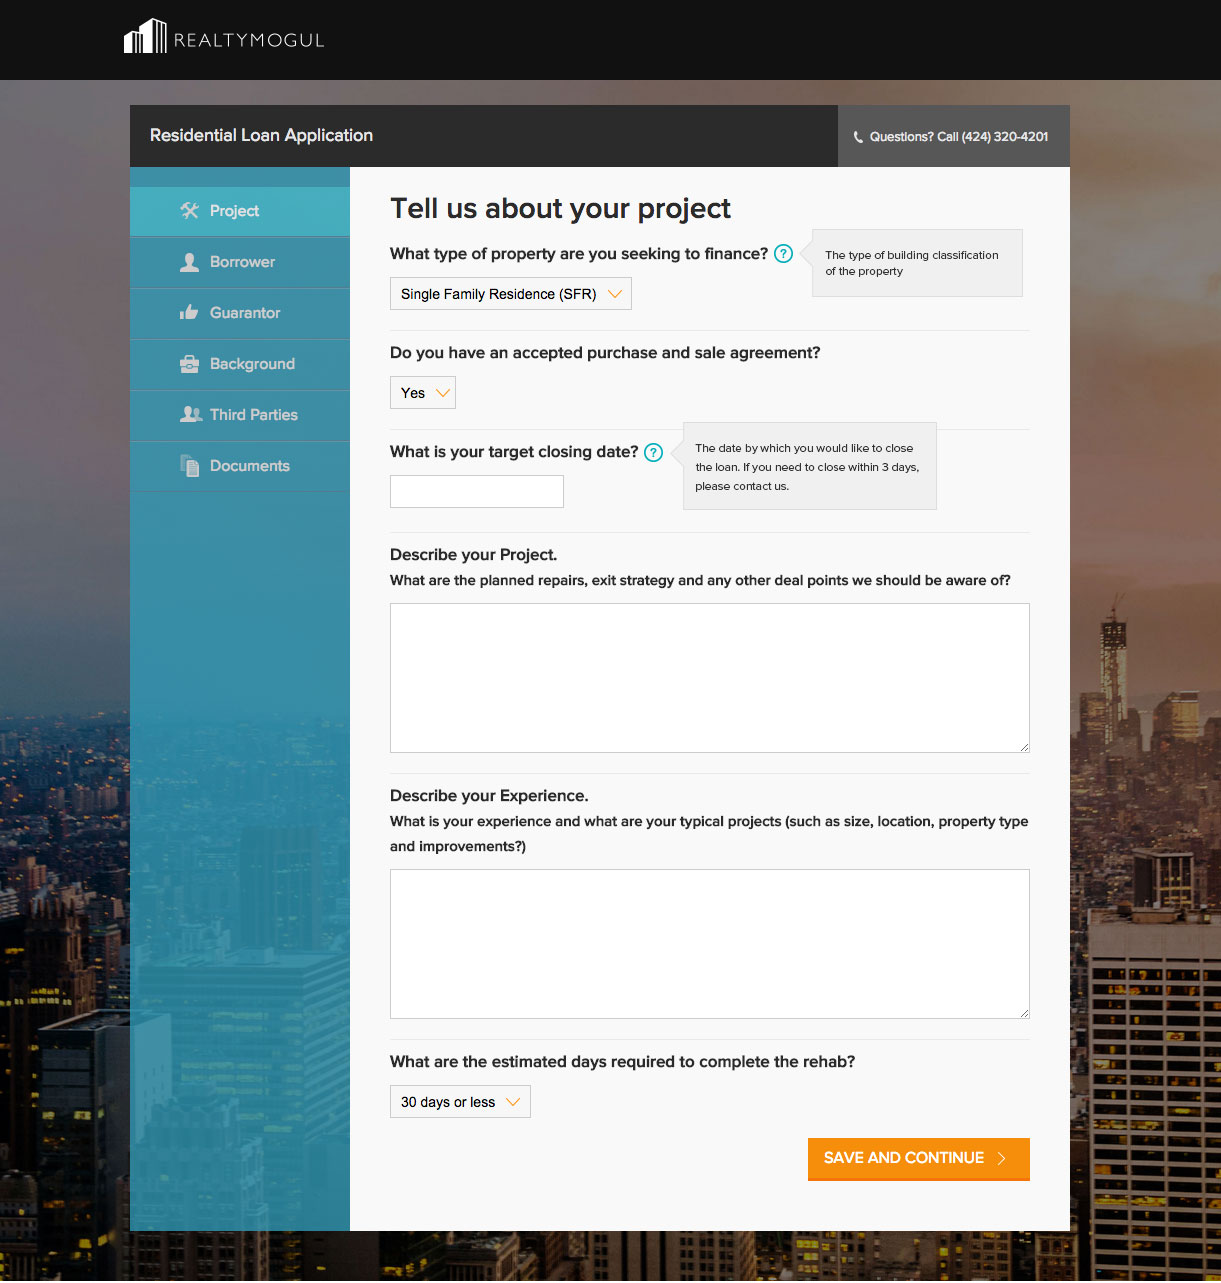 REALTYMOGUL
Residential Loan Application
Questions? Call (424) 320-4201
Project
Borrower
Guarantor
Background
Third Parties
Documents
Tell us about your project
What type of property are you seeking to finance? ?
The type of building classification
of the property
Single Family Residence (SFR)
Do you have an accepted purchase and sale agreement?
Yes
What is your target closing date? ?
The date by which you would like to close
the loan. If you need to close within 3 days,
please contact us.
Describe your Project.
What are the planned repairs, exit strategy and any other deal points we should be aware of?
Describe your Experience.
What is your experience and what are your typical projects (such as size, location, property type
and improvements?)
What are the estimated days required to complete the rehab?
30 days or less
SAVE AND CONTINUE